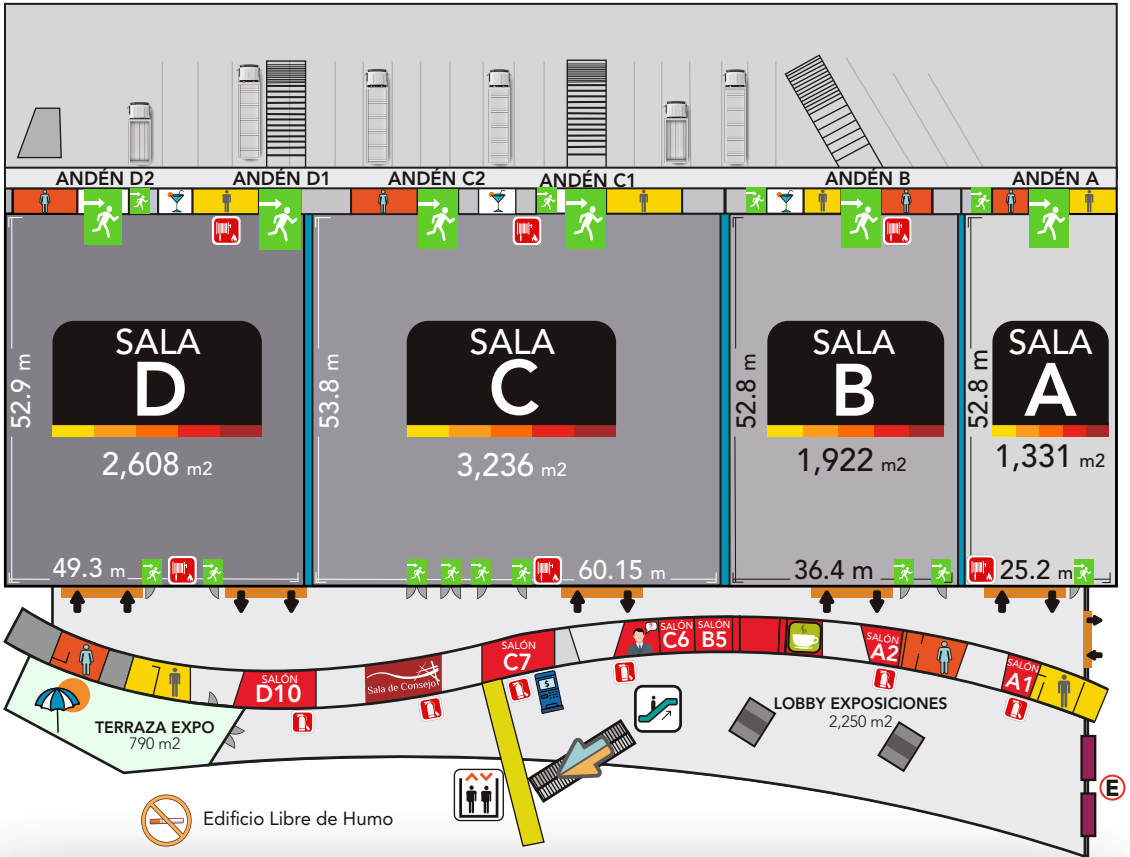 ANDÉN D2
ANDÉN D1
ANDÉN C2
ANDÉN C1
ANDÉN B
ANDÉN A
SALA
D
2,608 m2
52.9 m
49.3 m
SALA
C
3,236 m2
53.8 m
60.15 m
SALA
B
1,922 m2
52.8 m
36.4 m
SALA
A
1,331 m2
52.8 m
25.2 m
SALÓN
D10
Sala de Consejo
SALÓN
C7
?
SALÓN
C6
SALÓN
B5
SALÓN
A2
SALÓN
A1
$
TERRAZA EXPO
790 m2
LOBBY EXPOSICIONES
2,250 m2
E
Edificio Libre de Humo